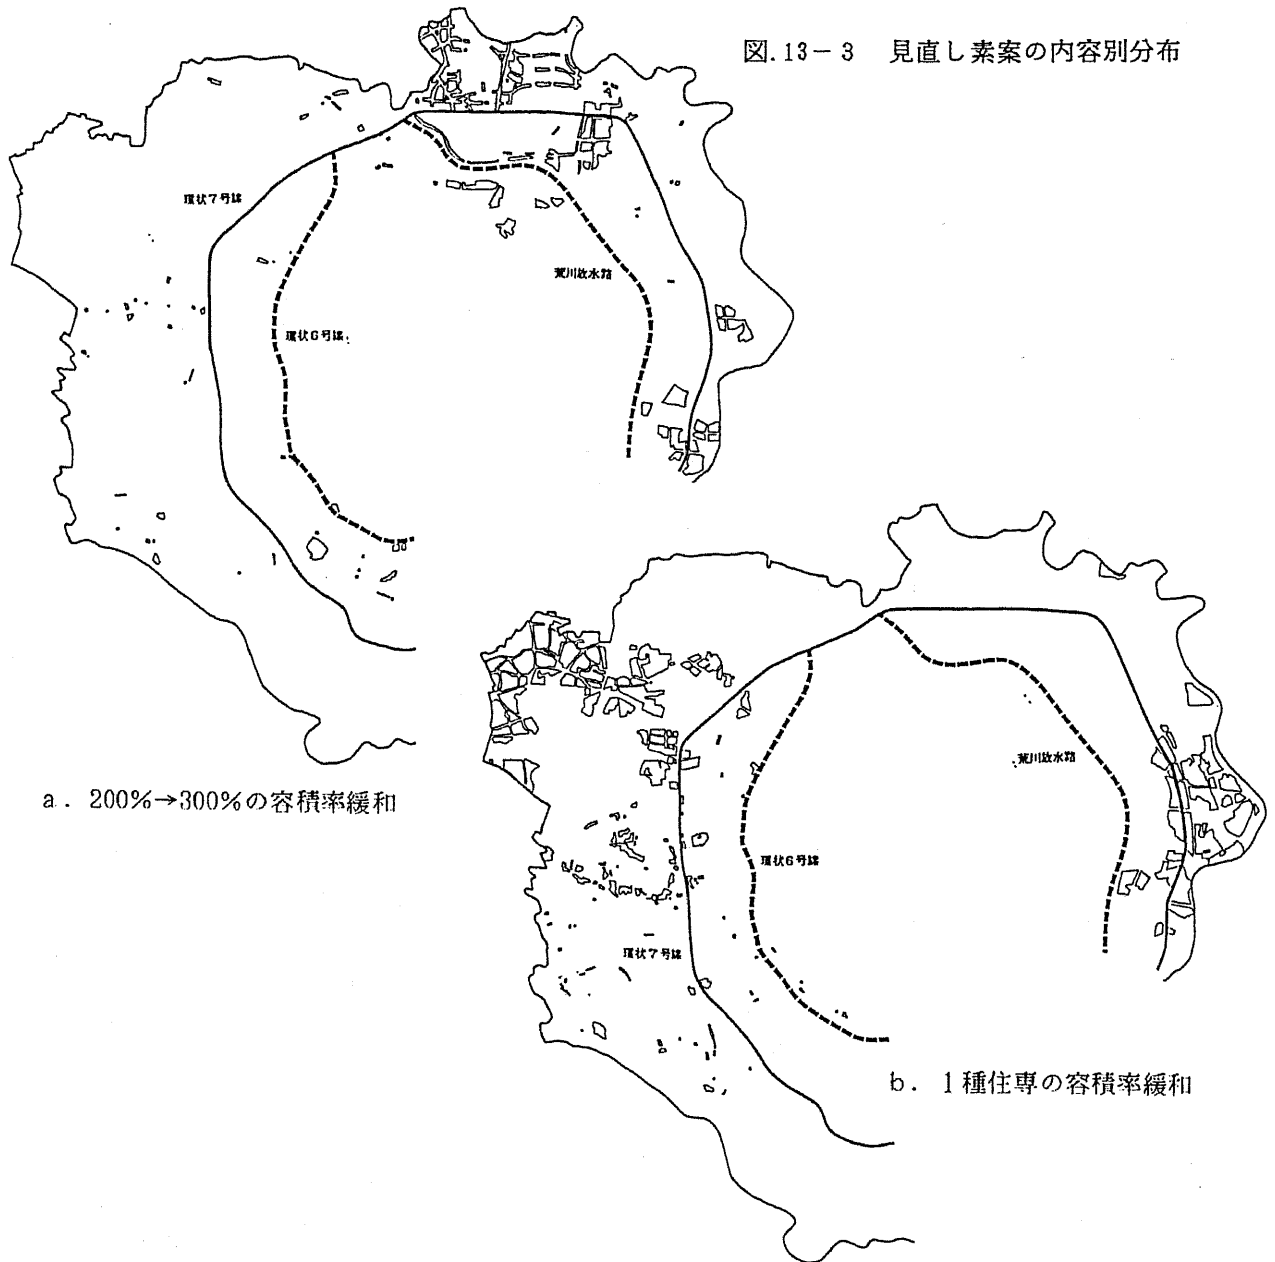 図.13－3　見直し素案の内容別分布
環状7号線
荒川放水路
環状6号線
a．200%→300%の容積率緩和
荒川放水路
環状6号線
環状7号線
b．1種住専の容積率緩和